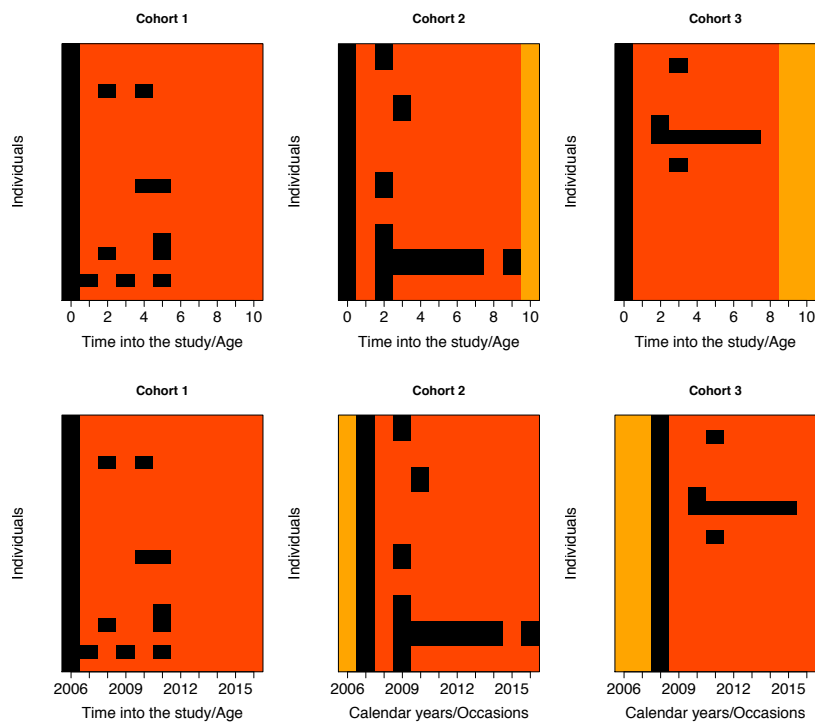 Cohort 1
Cohort 2
Cohort 3
Individuals
Individuals
Individuals
0 2 4 6 8 10
0 2 4 6 8 10
0 2 4 6 8 10
Time into the study/Age
Time into the study/Age
Time into the study/Age
Cohort 1
Cohort 2
Cohort 3
Individuals
Individuals
Individuals
2006 2009 2012 2015
2006 2009 2012 2015
2006 2009 2012 2015
Time into the study/Age
Calendar years/Occasions
Calendar years/Occasions